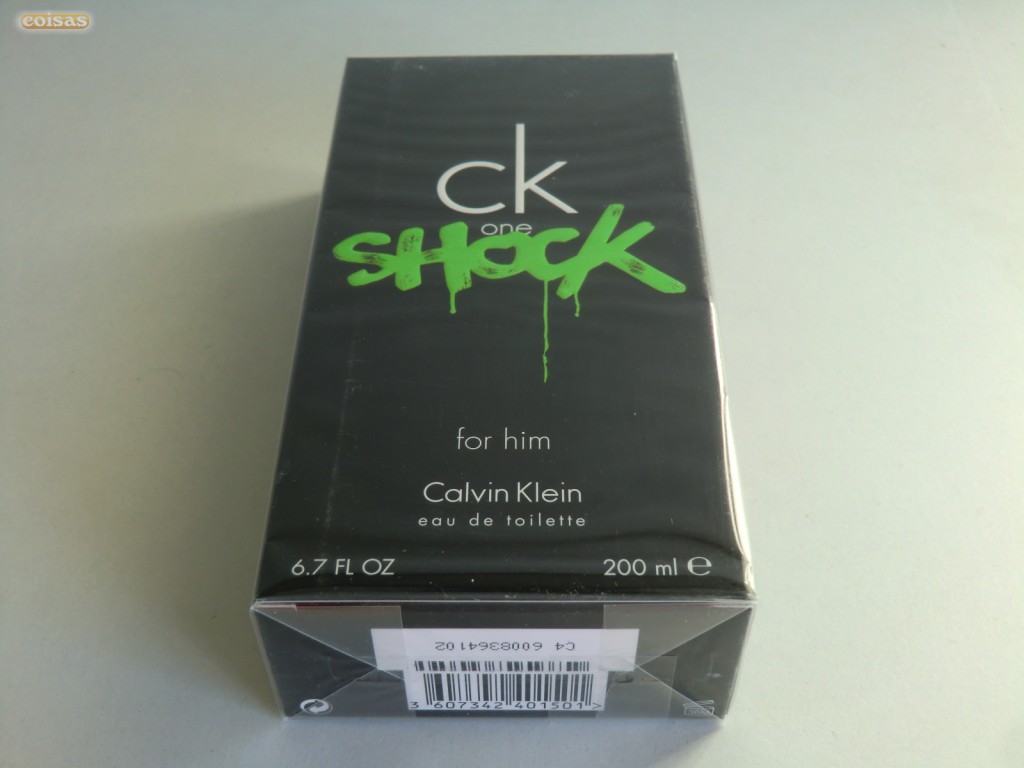 coisas
ck
one
SHOCK
for him
Calvin Klein
eau de toilette
6.7 FL OZ 200 ml ℮
C4 6008364102
3 607342 401501 >